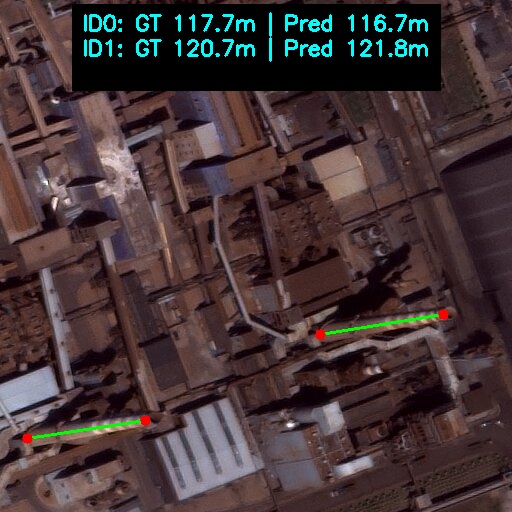 ID0: GT 117.7m | Pred 116.7m
ID1: GT 120.7m | Pred 121.8m